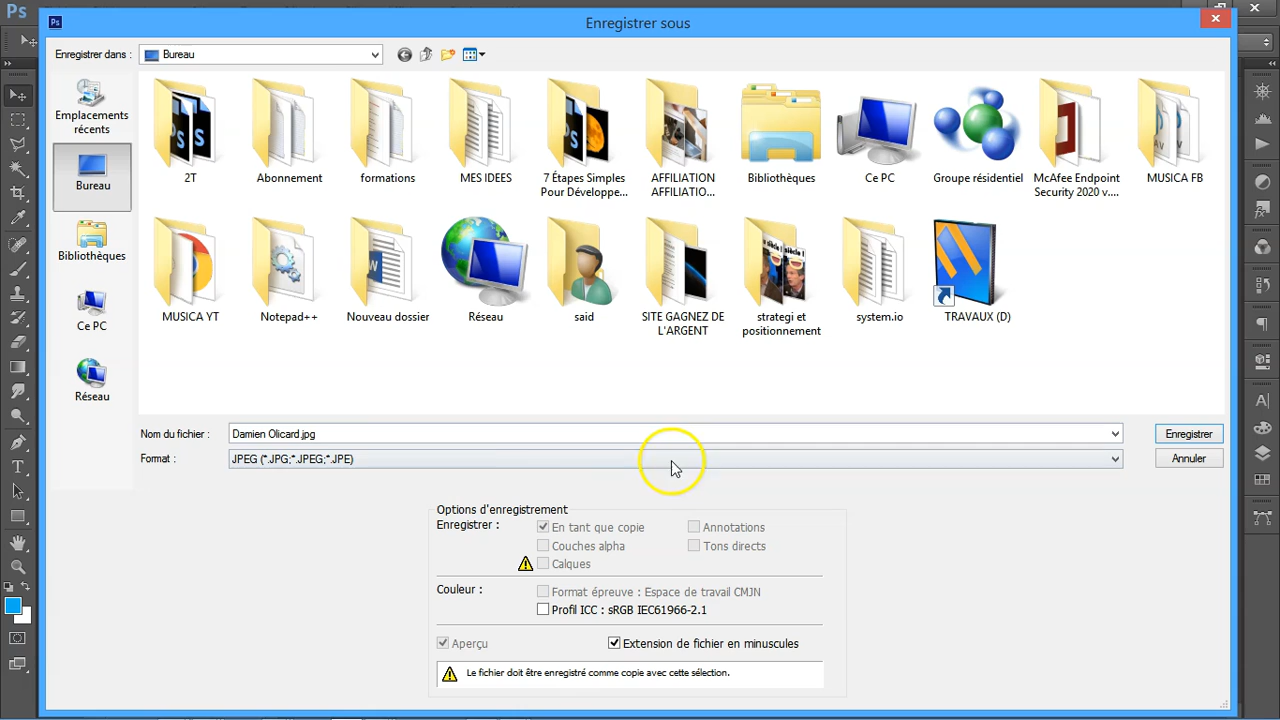 Ps
Ps
Enregistrer sous
Enregistrer dans :
Bureau
Emplacements
récents
Bureau
Bibliothèques
Ce PC
Réseau
2T
Abonnement
formations
MES IDEES
7 Étapes Simples
Pour Développe...
AFFILIATION
AFFILIATIO...
Bibliothèques
Ce PC
Groupe résidentiel
McAfee Endpoint
Security 2020 v....
MUSICA FB
MUSICA YT
Notepad++
Nouveau dossier
Réseau
said
SITE GAGNEZ DE
L'ARGENT
strategi et
positionnement
system.io
TRAVAUX (D)
Nom du fichier :
Damien Olicard.jpg
Enregistrer
Format :
JPEG (*.JPG;*.JPEG;*.JPE)
Annuler
Options d'enregistrement
Enregistrer :
En tant que copie
Annotations
Couches alpha
Tons directs
Calques
Couleur :
Format épreuve : Espace de travail CMJN
Profil ICC : sRGB IEC61966-2.1
Aperçu
Extension de fichier en minuscules
Le fichier doit être enregistré comme copie avec cette sélection.